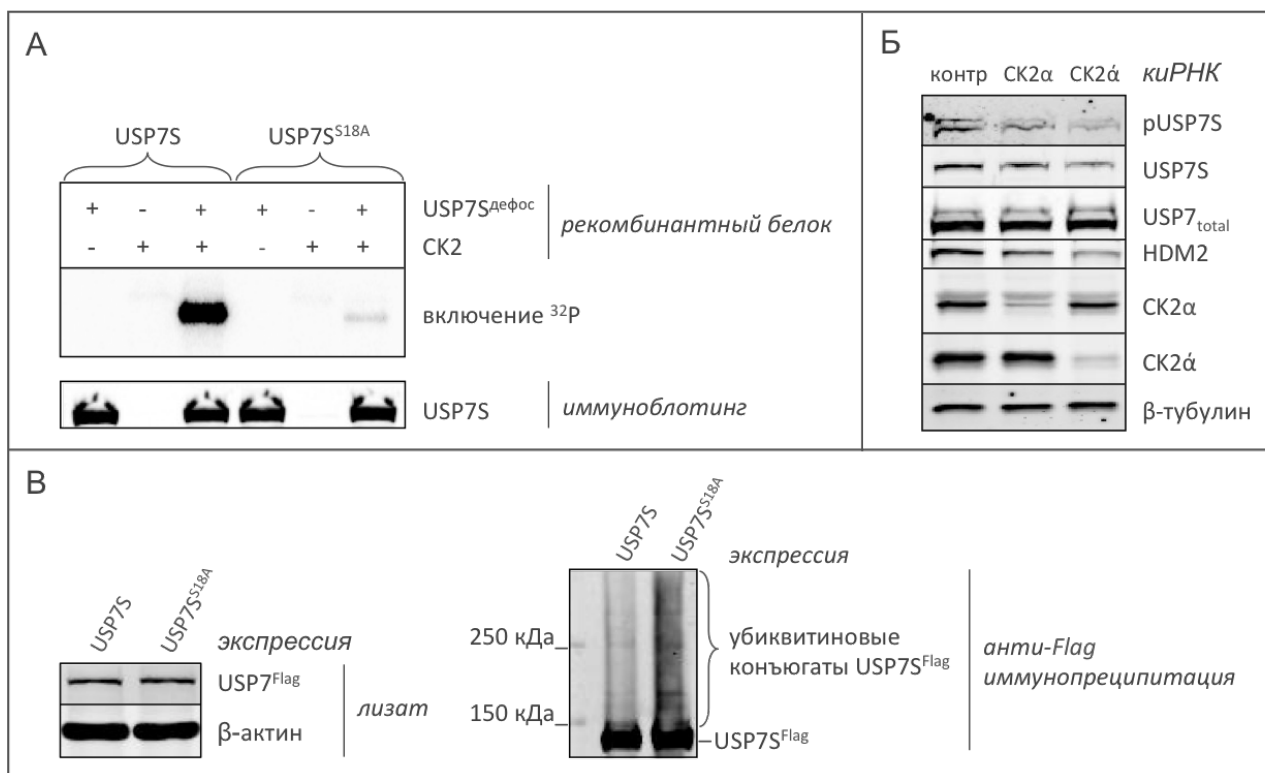 А
USP7S USP7S^S18A
+ - + + - + USP7S^дефос
- + + - + + CK2
рекомбинантный белок
включение ³²P
USP7S
иммуноблотинг
Б
контр CK2α CK2ά киРНК
pUSP7S
USP7S
USP7total
HDM2
CK2α
CK2ά
β-тубулин
В
USP7S USP7S^S18A
экспрессия
USP7^Flag
β-актин
лизат
USP7S USP7S^S18A
экспрессия
250 кДа
150 кДа
убиквитиновые
конъюгаты USP7S^Flag
USP7S^Flag
анти-Flag
иммунопреципитация